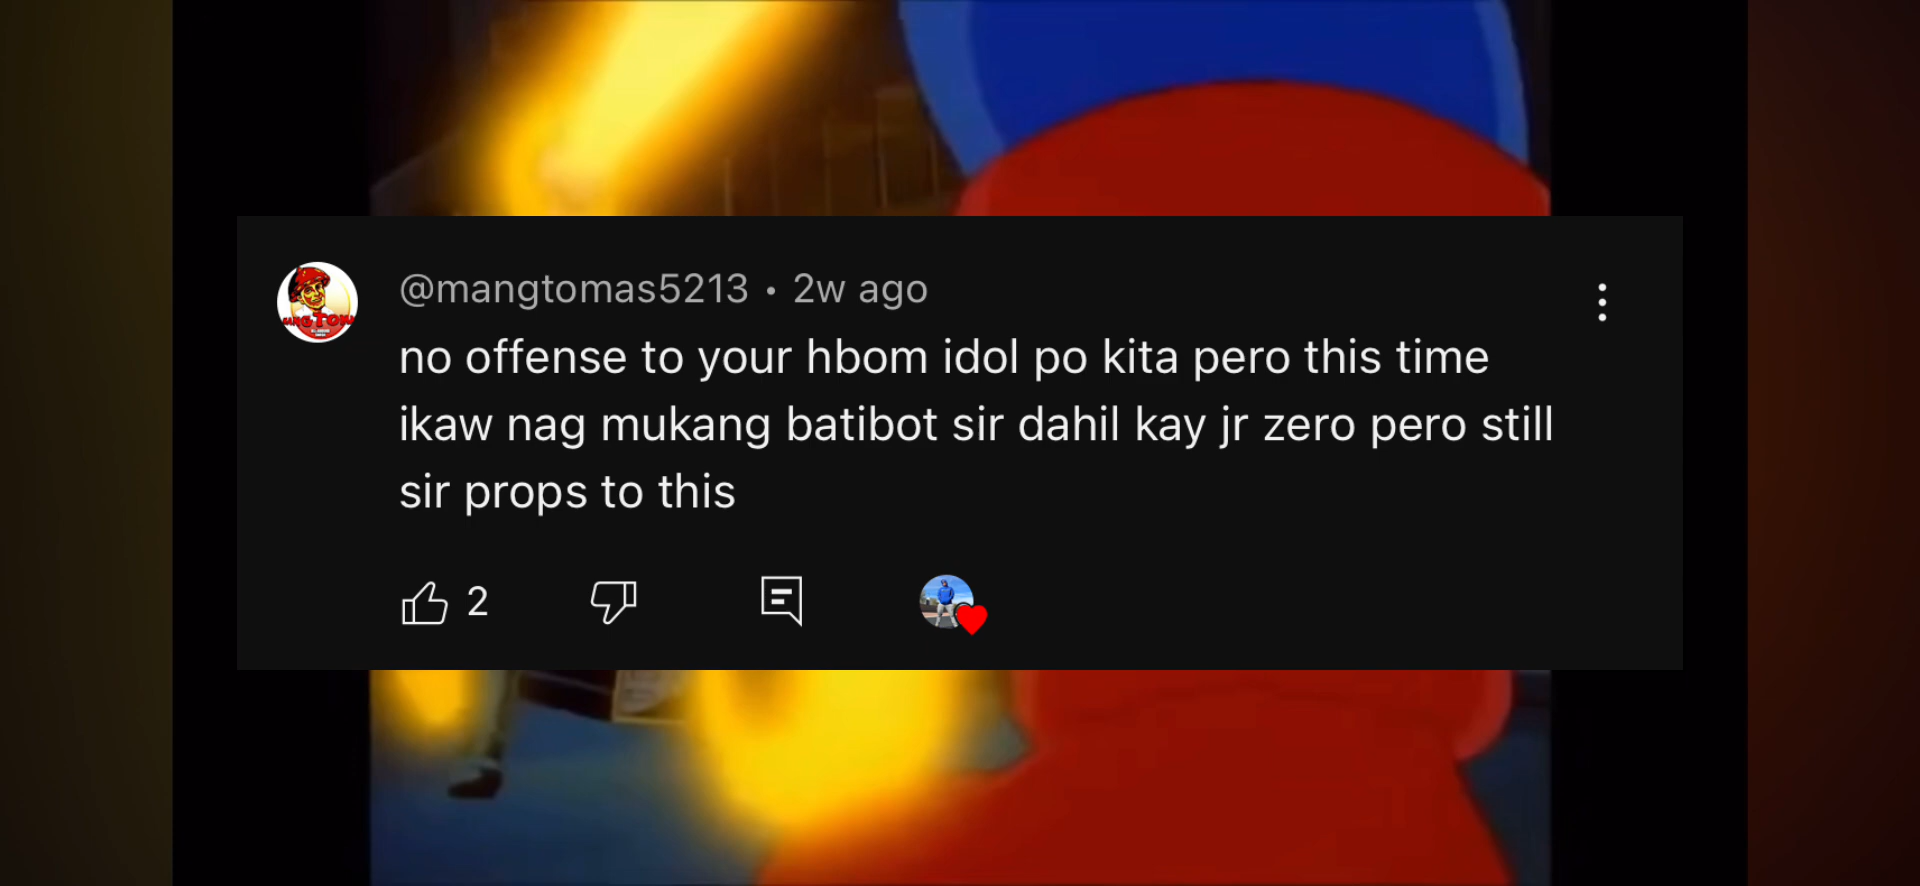 @mangtomas5213 • 2w ago
no offense to your hbom idol po kita pero this time
ikaw nag mukang batibot sir dahil kay jr zero pero still
sir props to this
2